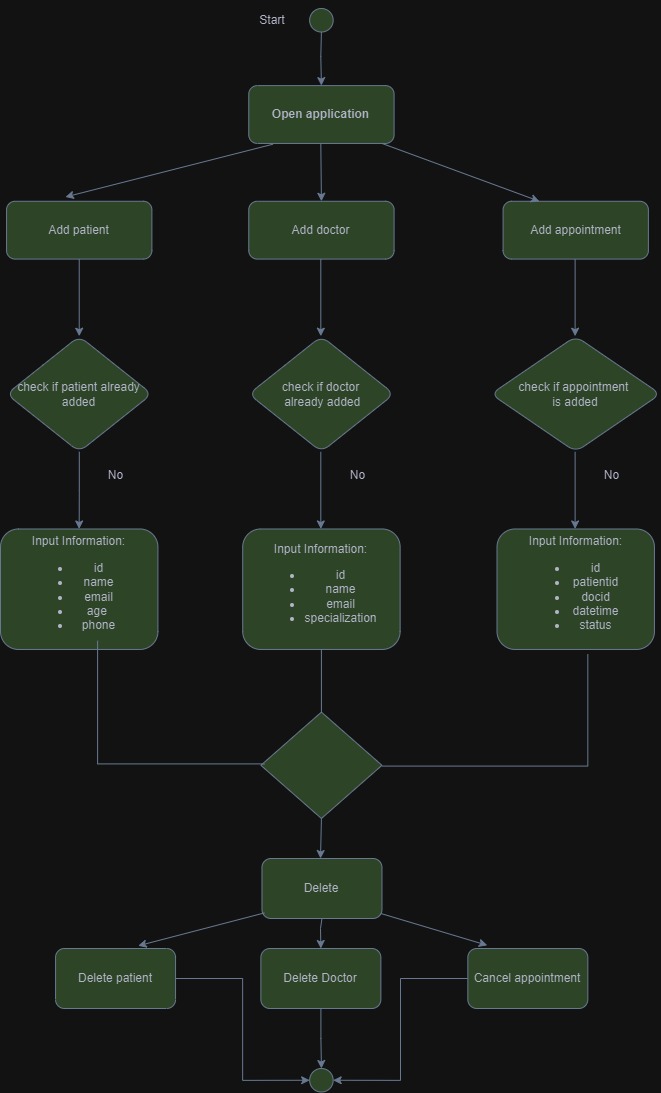 Start
Open application
Add patient
Add doctor
Add appointment
check if patient already
added
check if doctor
already added
check if appointment
is added
No
No
No
Input Information:
id
name
email
age
phone
Input Information:
id
name
email
specialization
Input Information:
id
patientid
docid
datetime
status
Delete
Delete patient
Delete Doctor
Cancel appointment